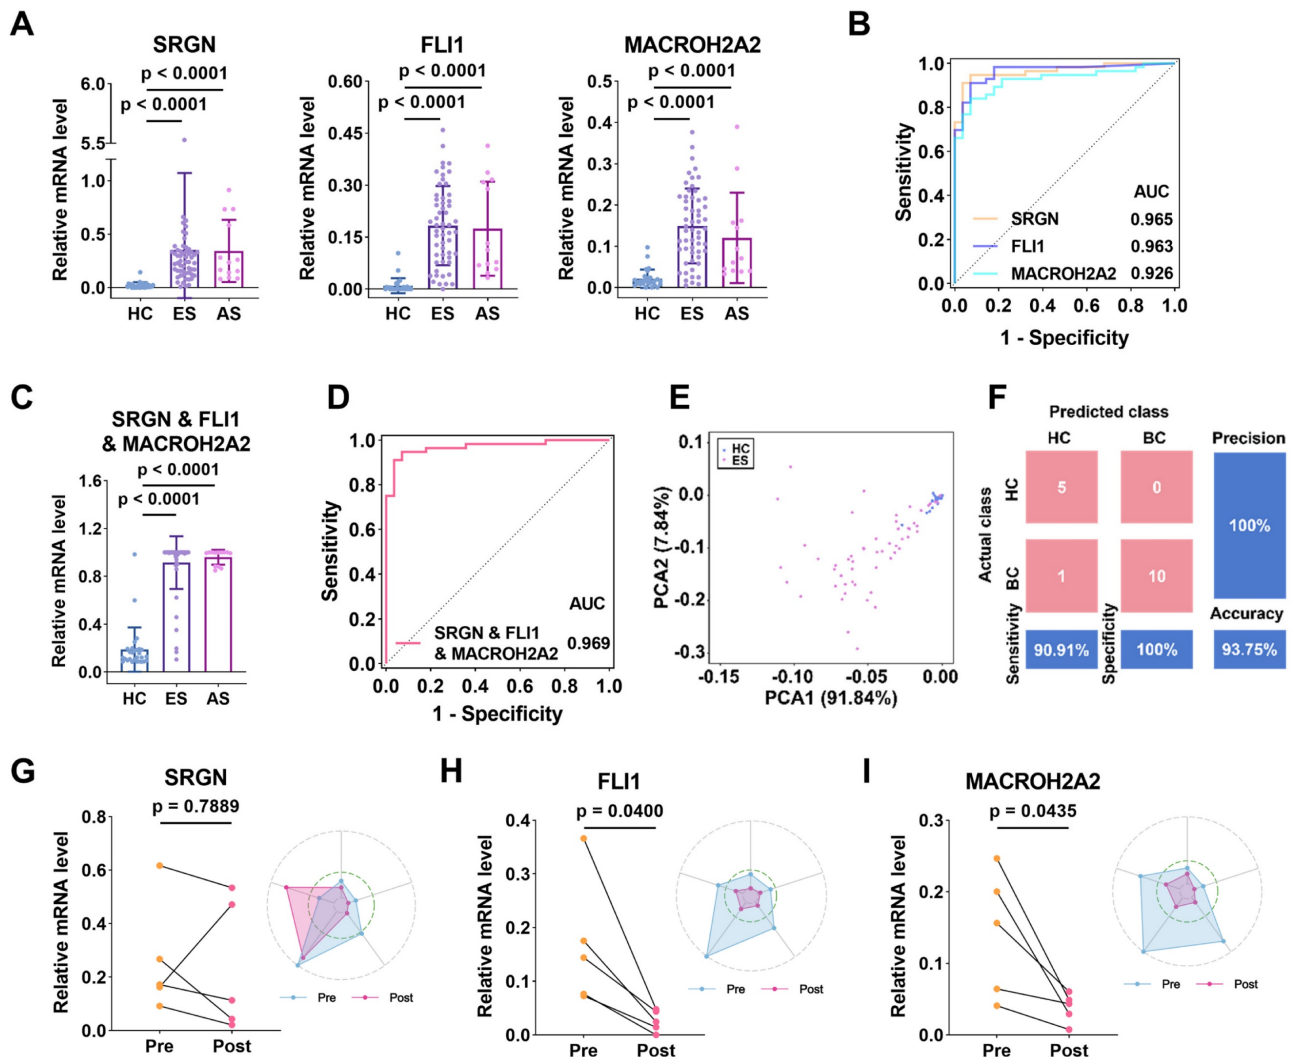 A
SRGN
p < 0.0001
p < 0.0001
Relative mRNA level
6.0
5.5
1.0
0.5
0.0
HC
ES
AS
FLI1
p < 0.0001
p < 0.0001
Relative mRNA level
0.60
0.45
0.30
0.15
0.00
HC
ES
AS
MACROH2A2
p < 0.0001
p < 0.0001
Relative mRNA level
0.5
0.4
0.3
0.2
0.1
0.0
HC
ES
AS
B
Sensitivity
1.0
0.8
0.6
0.4
0.2
0.0
AUC
SRGN 0.965
FLI1 0.963
MACROH2A2 0.926
0.0 0.2 0.4 0.6 0.8 1.0
1 - Specificity
C
SRGN & FLI1
& MACROH2A2
p < 0.0001
p < 0.0001
Relative mRNA level
1.6
1.2
0.8
0.4
0.0
HC
ES
AS
D
Sensitivity
1.0
0.8
0.6
0.4
0.2
0.0
AUC
SRGN & FLI1
& MACROH2A2 0.969
0.0 0.2 0.4 0.6 0.8 1.0
1 - Specificity
E
HC
ES
PCA2 (7.84%)
0.1
0.0
-0.1
-0.2
-0.3
-0.15 -0.10 -0.05 0.00
PCA1 (91.84%)
F
Predicted class
HC
BC
Precision
Actual class
HC
5
0
100%
BC
1
10
Accuracy
Sensitivity
90.91%
Specificity
100%
93.75%
G
SRGN
p = 0.7889
Relative mRNA level
0.8
0.6
0.4
0.2
0.0
Pre
Post
Pre
Post
H
FLI1
p = 0.0400
Relative mRNA level
0.4
0.3
0.2
0.1
0.0
Pre
Post
Pre
Post
I
MACROH2A2
p = 0.0435
Relative mRNA level
0.3
0.2
0.1
0.0
Pre
Post
Pre
Post